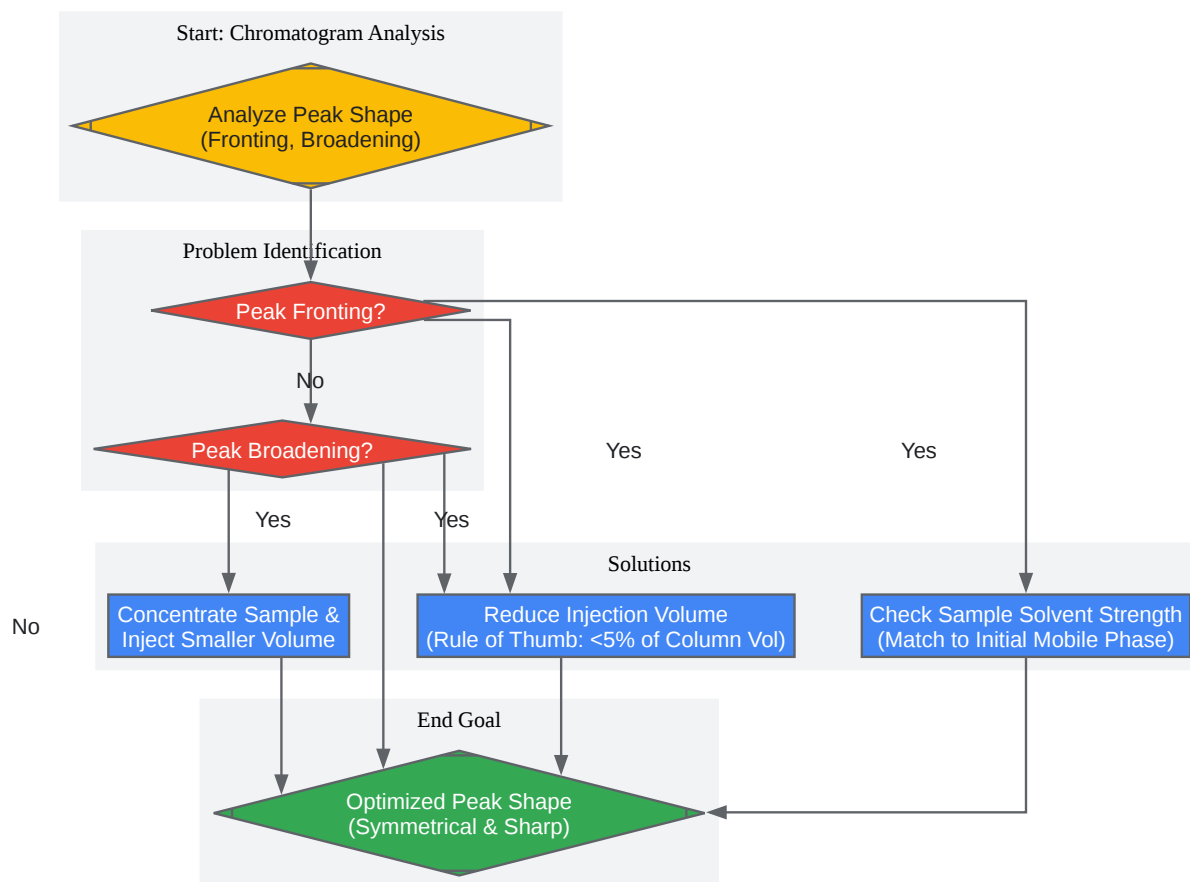 Start: Chromatogram Analysis
Analyze Peak Shape
(Fronting, Broadening)
Problem Identification
Peak Fronting?
No
Peak Broadening?
Yes
Yes
Yes
Yes
Solutions
Concentrate Sample &
Inject Smaller Volume
Reduce Injection Volume
(Rule of Thumb: <5% of Column Vol)
Check Sample Solvent Strength
(Match to Initial Mobile Phase)
No
End Goal
Optimized Peak Shape
(Symmetrical & Sharp)